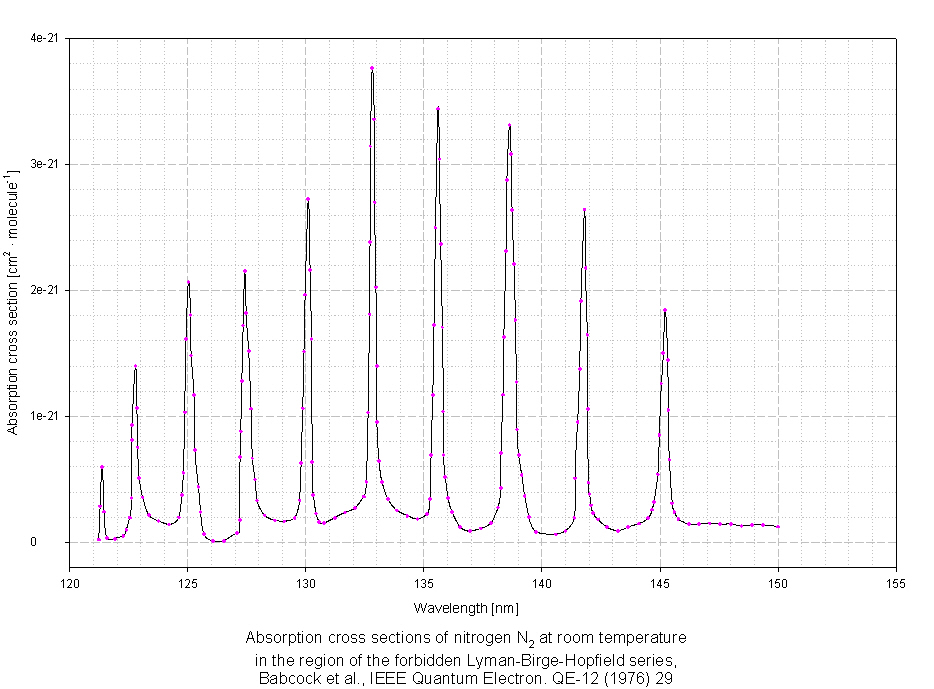 4e-21
3e-21
2e-21
1e-21
0
Absorption cross section [cm² · molecule⁻¹]
120 125 130 135 140 145 150 155
Wavelength [nm]
Absorption cross sections of nitrogen N₂ at room temperature
in the region of the forbidden Lyman-Birge-Hopfield series,
Babcock et al., IEEE Quantum Electron. QE-12 (1976) 29